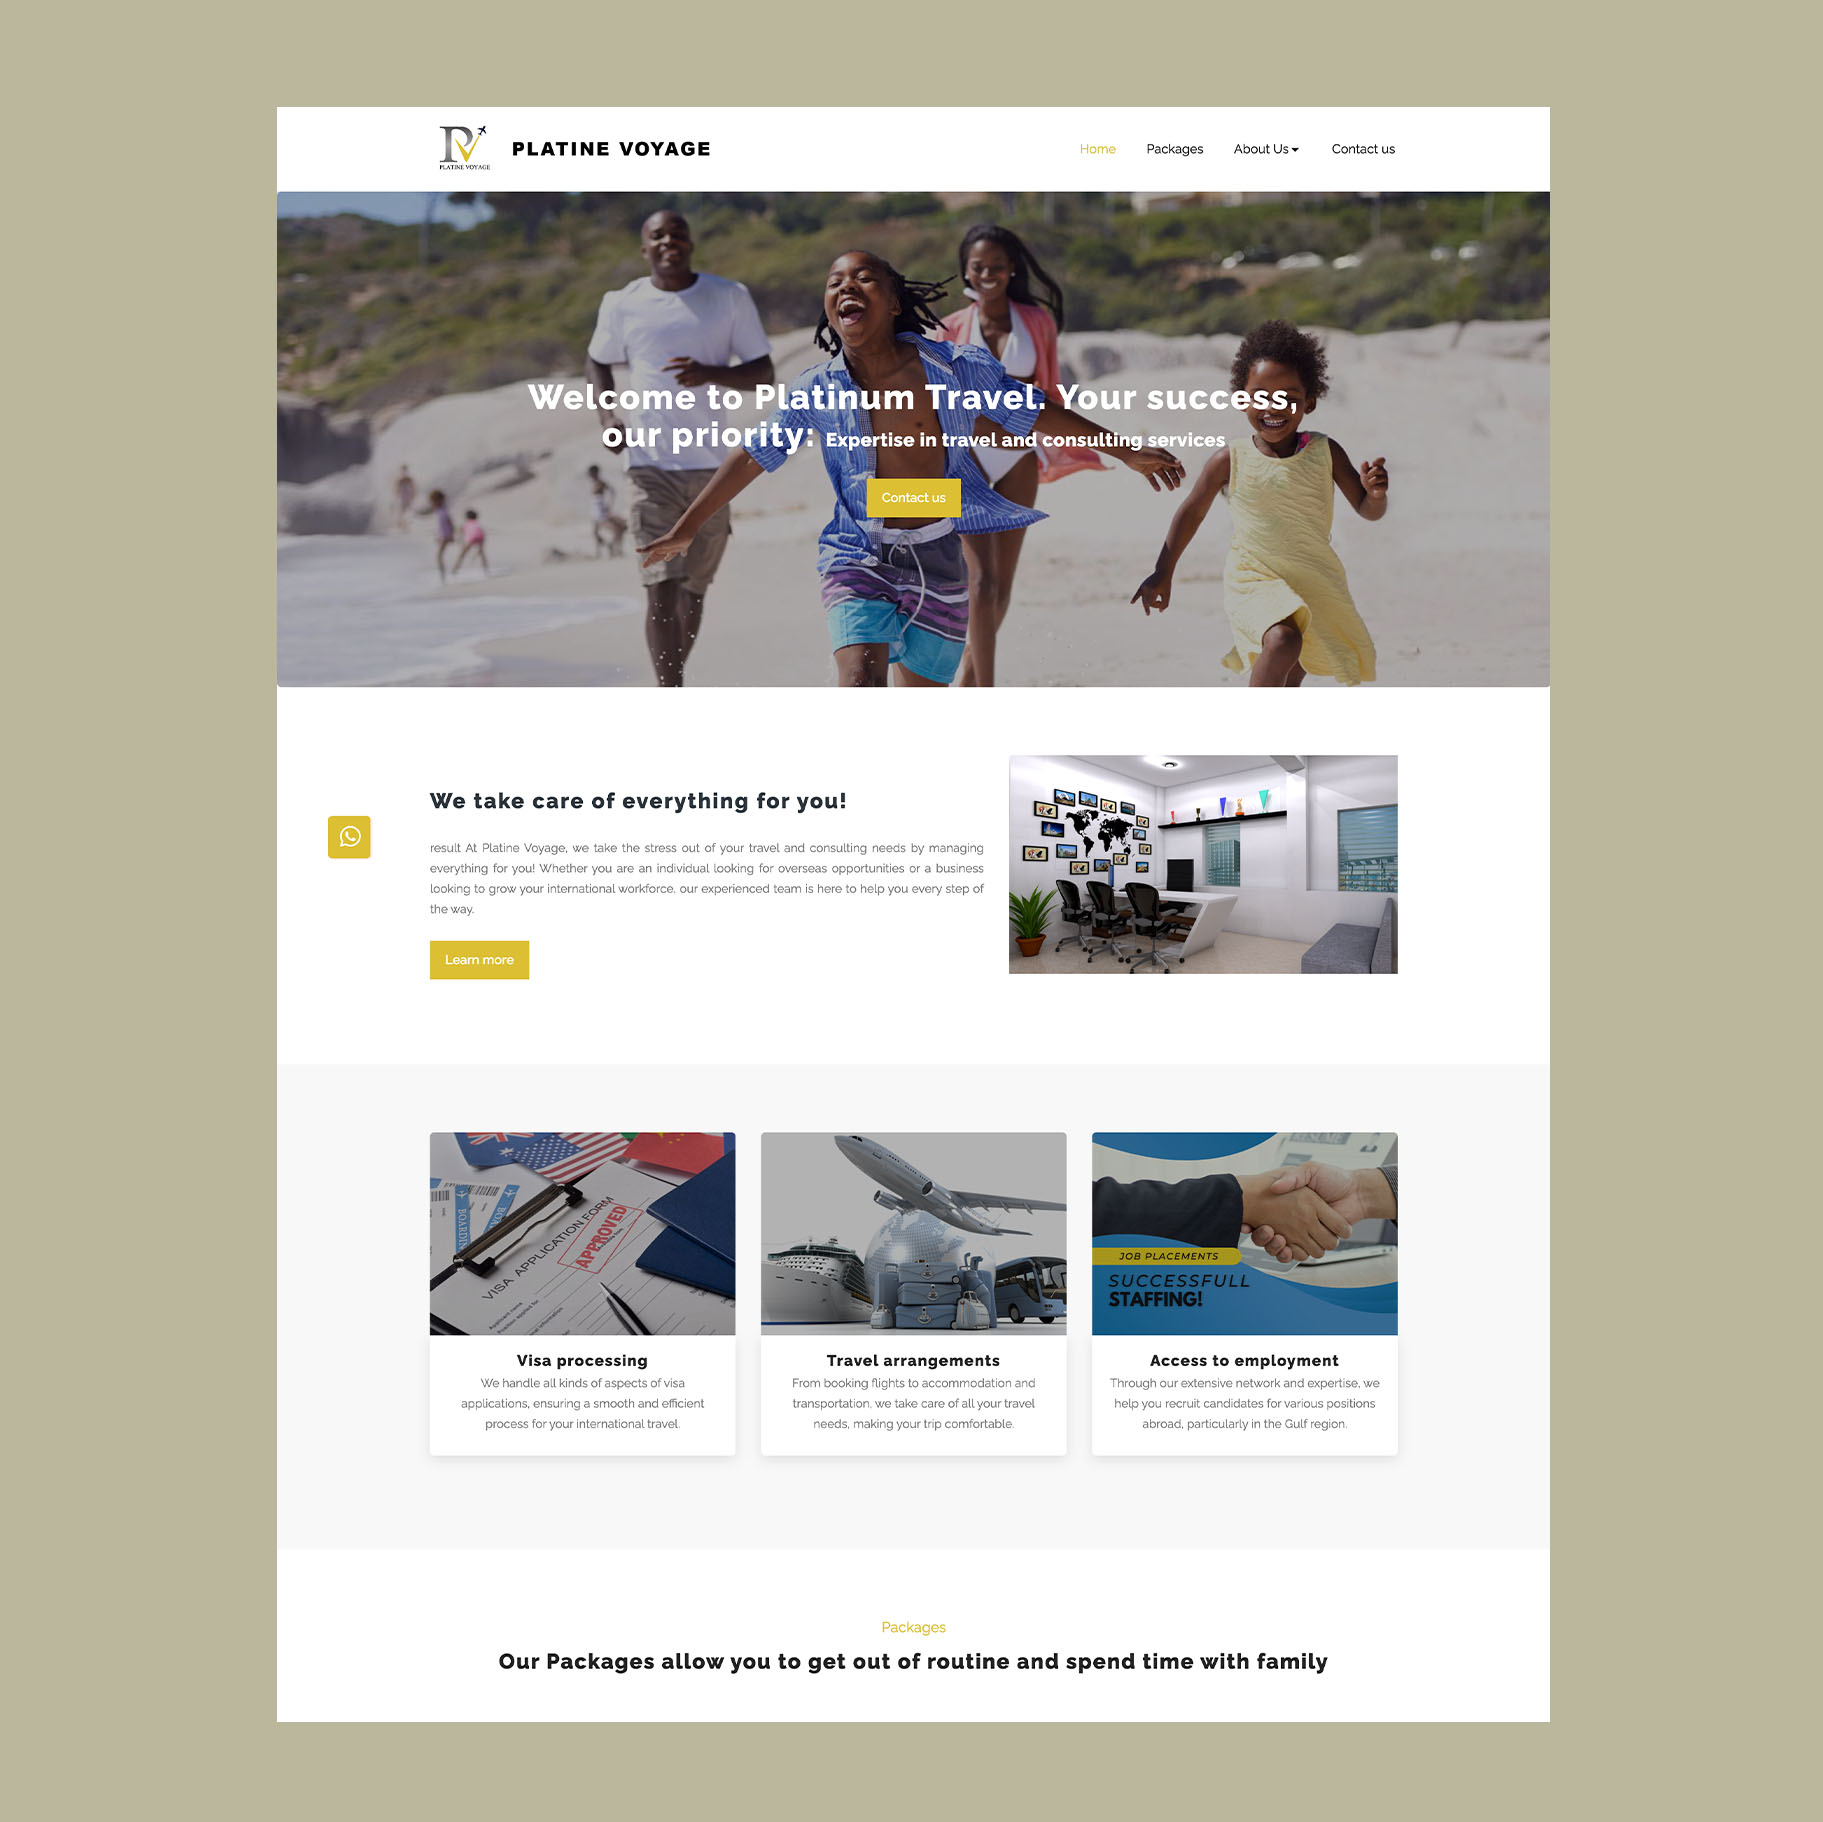 PV
PLATINE VOYAGE
PLATINE VOYAGE
Home
Packages
About Us
Contact us
Welcome to Platinum Travel. Your success,
our priority: Expertise in travel and consulting services
Contact us
We take care of everything for you!
result At Platine Voyage, we take the stress out of your travel and consulting needs by managing
everything for you! Whether you are an individual looking for overseas opportunities or a business
looking to grow your international workforce, our experienced team is here to help you every step of
the way.
Learn more
VISA APPLICATION FORM
APPROVED
JOB PLACEMENTS
SUCCESSFULL
STAFFING!
Visa processing
We handle all kinds of aspects of visa
applications, ensuring a smooth and efficient
process for your international travel.
Travel arrangements
From booking flights to accommodation and
transportation, we take care of all your travel
needs, making your trip comfortable.
Access to employment
Through our extensive network and expertise, we
help you recruit candidates for various positions
abroad, particularly in the Gulf region.
Packages
Our Packages allow you to get out of routine and spend time with family